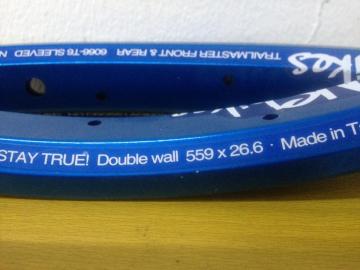 TRAILMASTER FRONT & REAR 6066-T6 SLEEVED
STAY TRUE! Double wall 559 x 26.6 · Made in